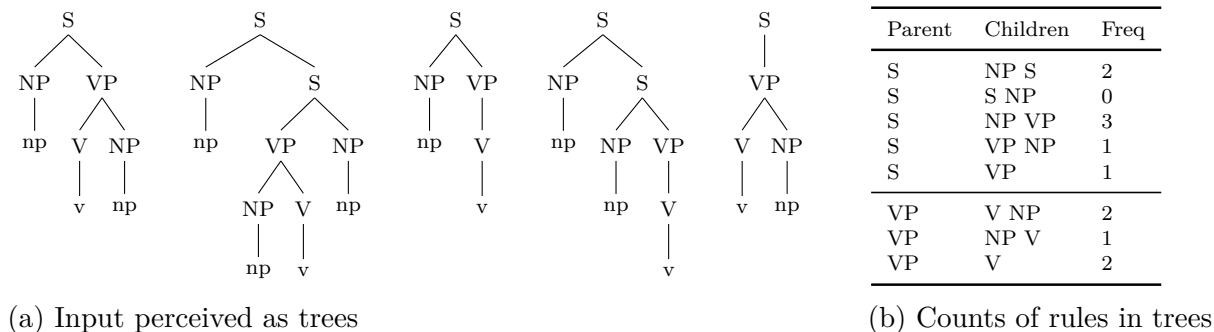 S S S S S
NP VP NP S NP VP NP S VP
np V NP np VP NP np V np NP VP V NP
v np NP V np v np V v np
np v v
(a) Input perceived as trees
Parent Children Freq
S NP S 2
S S NP 0
S NP VP 3
S VP NP 1
S VP 1
VP V NP 2
VP NP V 1
VP V 2
(b) Counts of rules in trees